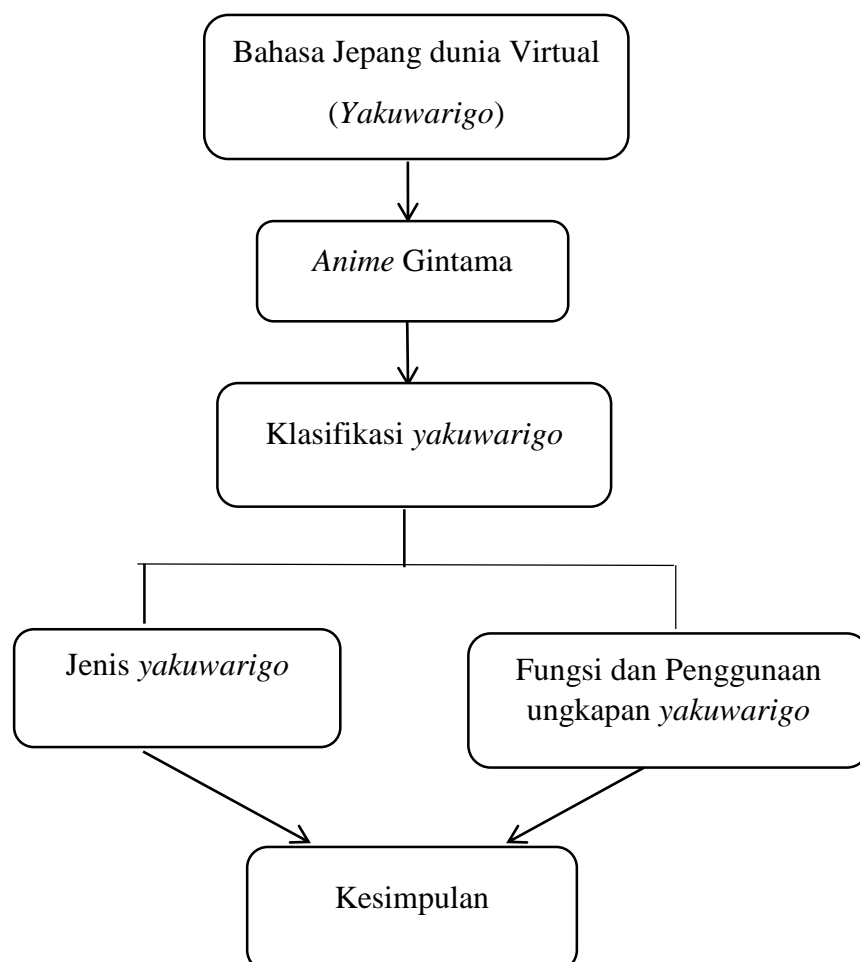 Bahasa Jepang dunia Virtual
(Yakuwarigo)
Anime Gintama
Klasifikasi yakuwarigo
Jenis yakuwarigo
Fungsi dan Penggunaan
ungkapan yakuwarigo
Kesimpulan